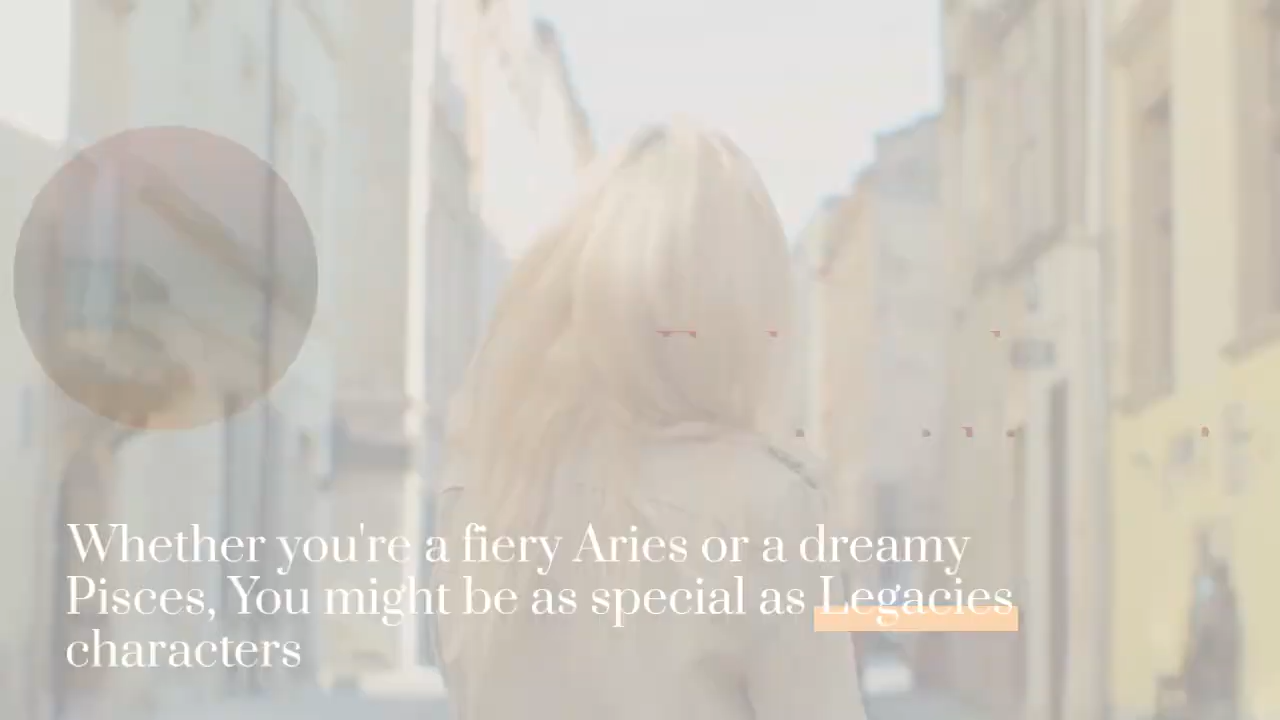 Whether you're a fiery Aries or a dreamy
Pisces, You might be as special as Legacies
characters